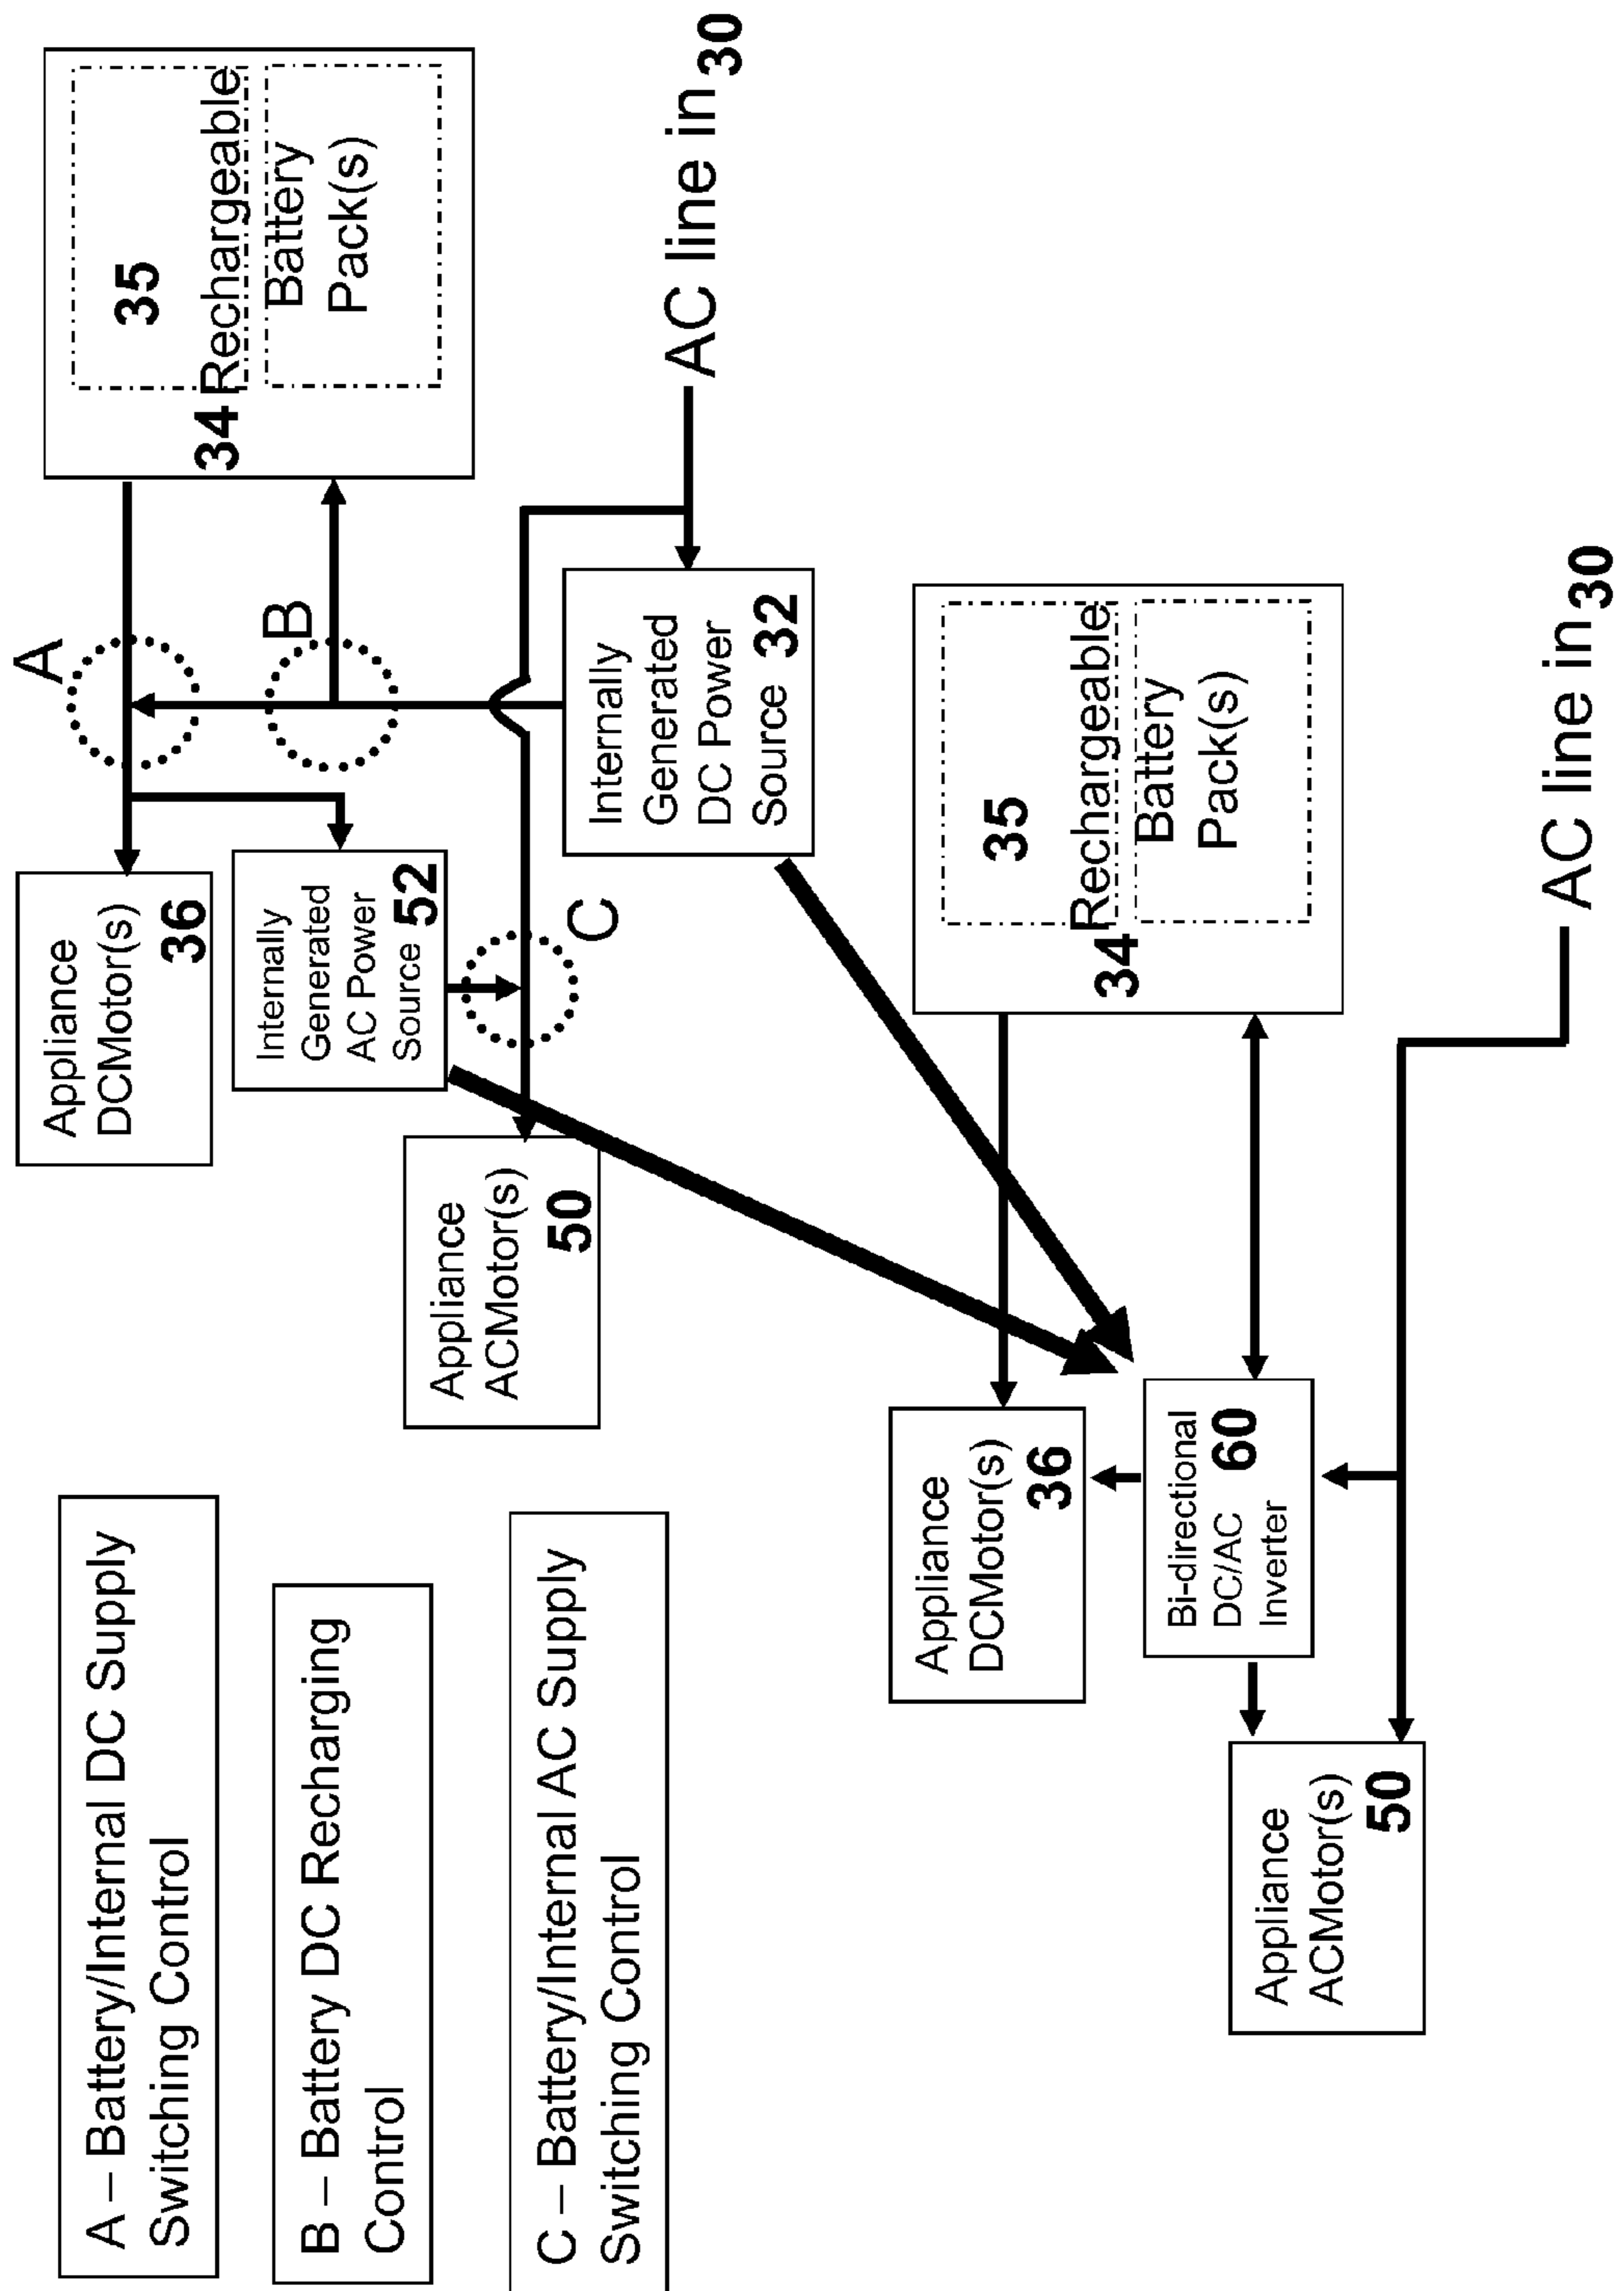 A – Battery/Internal DC Supply
Switching Control
B – Battery DC Recharging
Control
C – Battery/Internal AC Supply
Switching Control
Appliance
DCMotor(s)
36
Internally
Generated
AC Power
Source 52
Appliance
ACMotor(s)
50
A
B
C
35
34 Rechargeable
Battery
Pack(s)
Internally
Generated
DC Power
Source 32
AC line in 30
Appliance
DCMotor(s)
36
Bi-directional
DC/AC 60
Inverter
Appliance
ACMotor(s)
50
35
34 Rechargeable
Battery
Pack(s)
AC line in 30